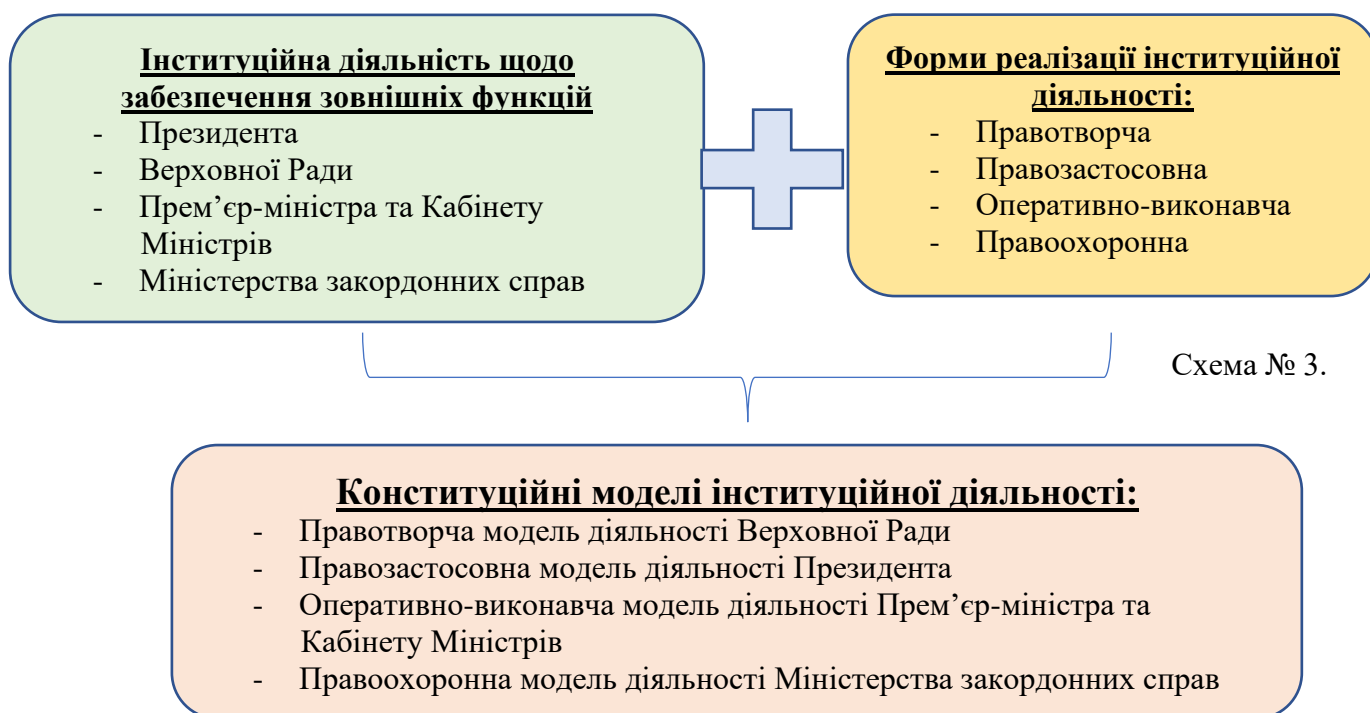 Інституційна діяльність щодо
забезпечення зовнішніх функцій
- Президента
- Верховної Ради
- Прем’єр-міністра та Кабінету
Міністрів
- Міністерства закордонних справ
Форми реалізації інституційної
діяльності:
- Правотворча
- Правозастосовна
- Оперативно-виконавча
- Правоохоронна
Схема № 3.
Конституційні моделі інституційної діяльності:
- Правотворча модель діяльності Верховної Ради
- Правозастосовна модель діяльності Президента
- Оперативно-виконавча модель діяльності Прем’єр-міністра та
Кабінету Міністрів
- Правоохоронна модель діяльності Міністерства закордонних справ